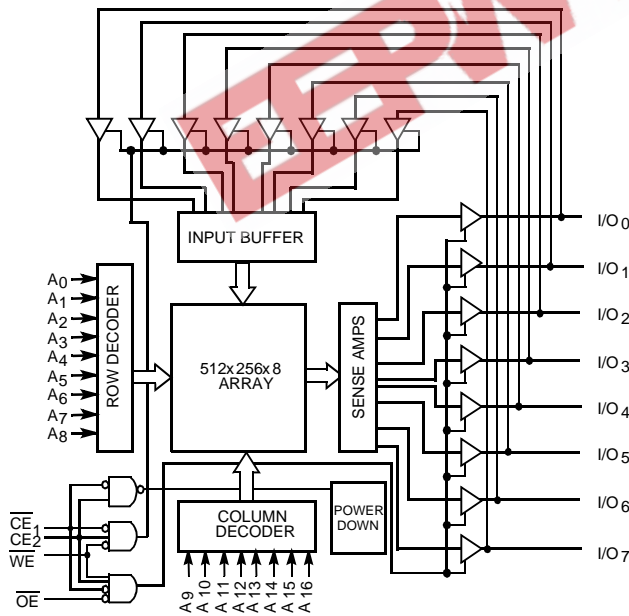 EEPW
INPUT BUFFER
A0
A1
A2
A3
A4
A5
A6
A7
A8
ROW DECODER
512x256x8
ARRAY
SENSE AMPS
I/O0
I/O1
I/O2
I/O3
I/O4
I/O5
I/O6
I/O7
CE1
CE2
WE
OE
COLUMN
DECODER
POWER
DOWN
A9
A10
A11
A12
A13
A14
A15
A16